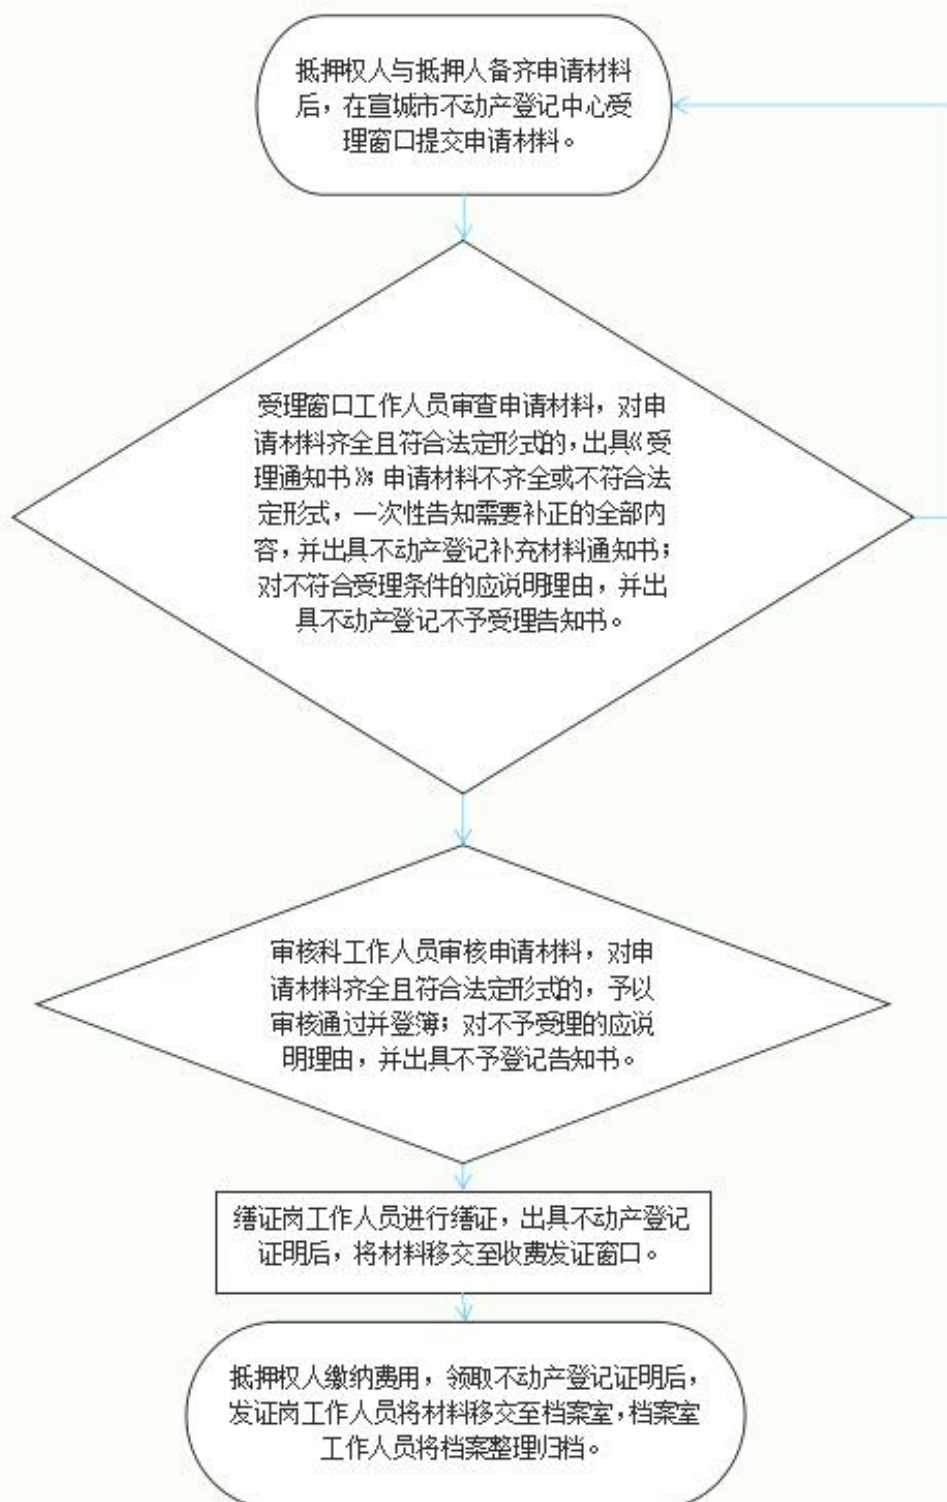 抵押权人与抵押人备齐申请材料
后，在宣城市不动产登记中心受
理窗口提交申请材料。
受理窗口工作人员审查申请材料，对申
请材料齐全且符合法定形式的，出具《受
理通知书》；申请材料不齐全或不符合法
定形式，一次性告知需要补正的全部内
容，并出具不动产登记补充材料通知书；
对不符合受理条件的应说明理由，并出
具不动产登记不予受理告知书。
审核科工作人员审核申请材料，对申
请材料齐全且符合法定形式的，予以
审核通过并登簿；对不予受理的应说
明理由，并出具不予登记告知书。
缮证岗工作人员进行缮证，出具不动产登记
证明后，将材料移交至收费发证窗口。
抵押权人缴纳费用，领取不动产登记证明后，
发证岗工作人员将材料移交至档案室，档案室
工作人员将档案整理归档。